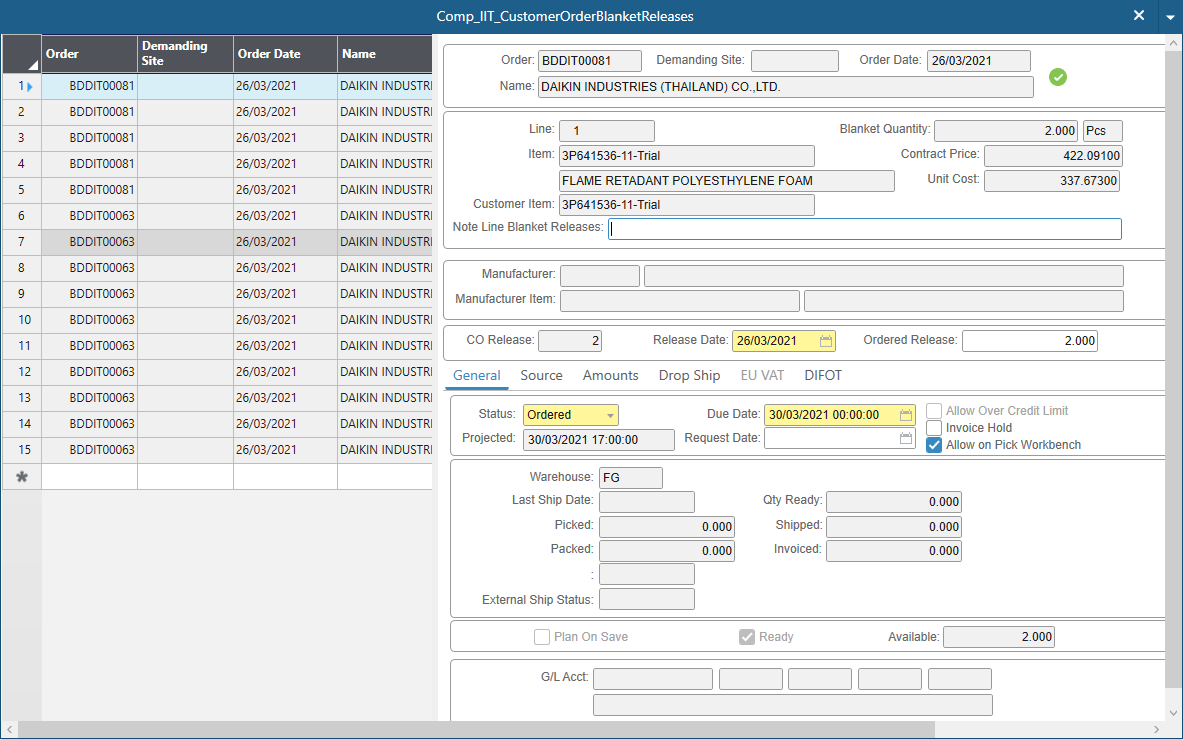 Comp_IIT_CustomerOrderBlanketReleases
Order Demanding Site Order Date Name
1 BDDIT00081 26/03/2021 DAIKIN INDUSTRI
2 BDDIT00081 26/03/2021 DAIKIN INDUSTRI
3 BDDIT00081 26/03/2021 DAIKIN INDUSTRI
4 BDDIT00081 26/03/2021 DAIKIN INDUSTRI
5 BDDIT00081 26/03/2021 DAIKIN INDUSTRI
6 BDDIT00063 26/03/2021 DAIKIN INDUSTRI
7 BDDIT00063 26/03/2021 DAIKIN INDUSTRI
8 BDDIT00063 26/03/2021 DAIKIN INDUSTRI
9 BDDIT00063 26/03/2021 DAIKIN INDUSTRI
10 BDDIT00063 26/03/2021 DAIKIN INDUSTRI
11 BDDIT00063 26/03/2021 DAIKIN INDUSTRI
12 BDDIT00063 26/03/2021 DAIKIN INDUSTRI
13 BDDIT00063 26/03/2021 DAIKIN INDUSTRI
14 BDDIT00063 26/03/2021 DAIKIN INDUSTRI
15 BDDIT00063 26/03/2021 DAIKIN INDUSTRI
Order: BDDIT00081 Demanding Site: Order Date: 26/03/2021
Name: DAIKIN INDUSTRIES (THAILAND) CO.,LTD.
Line: 1 Blanket Quantity: 2.000 Pcs
Item: 3P641536-11-Trial Contract Price: 422.09100
FLAME RETADANT POLYESTHYLENE FOAM Unit Cost: 337.67300
Customer Item: 3P641536-11-Trial
Note Line Blanket Releases:
Manufacturer:
Manufacturer Item:
CO Release: 2 Release Date: 26/03/2021 Ordered Release: 2.000
General Source Amounts Drop Ship EU VAT DIFOT
Status: Ordered Due Date: 30/03/2021 00:00:00 Allow Over Credit Limit
Invoice Hold
Projected: 30/03/2021 17:00:00 Request Date: Allow on Pick Workbench
Warehouse: FG
Last Ship Date: Qty Ready: 0.000
Picked: 0.000 Shipped: 0.000
Packed: 0.000 Invoiced: 0.000
:
External Ship Status:
Plan On Save Ready Available: 2.000
G/L Acct: